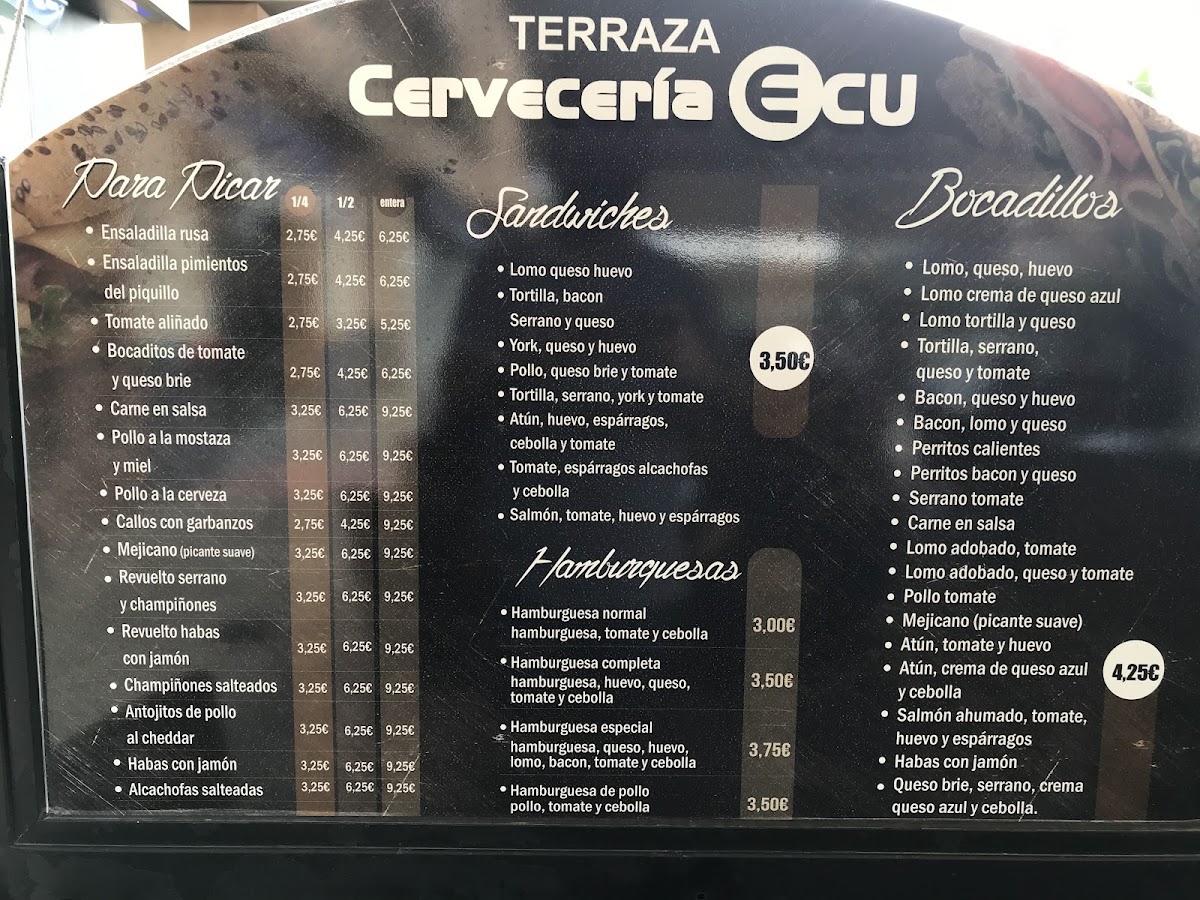 TERRAZA
Cervecería ECU
Para Picar 1/4 1/2 entera
• Ensaladilla rusa 2,75€ 4,25€ 6,25€
• Ensaladilla pimientos
del piquillo 2,75€ 4,25€ 6,25€
• Tomate aliñado 2,75€ 3,25€ 5,25€
• Bocaditos de tomate
y queso brie 2,75€ 4,25€ 6,25€
• Carne en salsa 3,25€ 6,25€ 9,25€
• Pollo a la mostaza
y miel 3,25€ 6,25€ 9,25€
• Pollo a la cerveza 3,25€ 6,25€ 9,25€
• Callos con garbanzos 2,75€ 4,25€ 9,25€
• Mejicano (picante suave) 3,25€ 6,25€ 9,25€
• Revuelto serrano
y champiñones 3,25€ 6,25€ 9,25€
• Revuelto habas
con jamón 3,25€ 6,25€ 9,25€
• Champiñones salteados 3,25€ 6,25€ 9,25€
• Antojitos de pollo
al cheddar 3,25€ 6,25€ 9,25€
• Habas con jamón 3,25€ 6,25€ 9,25€
• Alcachofas salteadas 3,25€ 6,25€ 9,25€
Sandwiches
• Lomo queso huevo
• Tortilla, bacon
Serrano y queso
• York, queso y huevo
• Pollo, queso brie y tomate
• Tortilla, serrano, york y tomate
• Atún, huevo, espárragos,
cebolla y tomate
• Tomate, espárragos alcachofas
y cebolla
• Salmón, tomate, huevo y espárragos
3,50€
Hamburguesas
• Hamburguesa normal
hamburguesa, tomate y cebolla 3,00€
• Hamburguesa completa
hamburguesa, huevo, queso,
tomate y cebolla 3,50€
• Hamburguesa especial
hamburguesa, queso, huevo,
lomo, bacon, tomate y cebolla 3,75€
• Hamburguesa de pollo
pollo, tomate y cebolla 3,50€
Bocadillos
• Lomo, queso, huevo
• Lomo crema de queso azul
• Lomo tortilla y queso
• Tortilla, serrano,
queso y tomate
• Bacon, queso y huevo
• Bacon, lomo y queso
• Perritos calientes
• Perritos bacon y queso
• Serrano tomate
• Carne en salsa
• Lomo adobado, tomate
• Lomo adobado, queso y tomate
• Pollo tomate
• Mejicano (picante suave)
• Atún, tomate y huevo
• Atún, crema de queso azul
y cebolla
• Salmón ahumado, tomate,
huevo y espárragos
• Habas con jamón
• Queso brie, serrano, crema
queso azul y cebolla.
4,25€